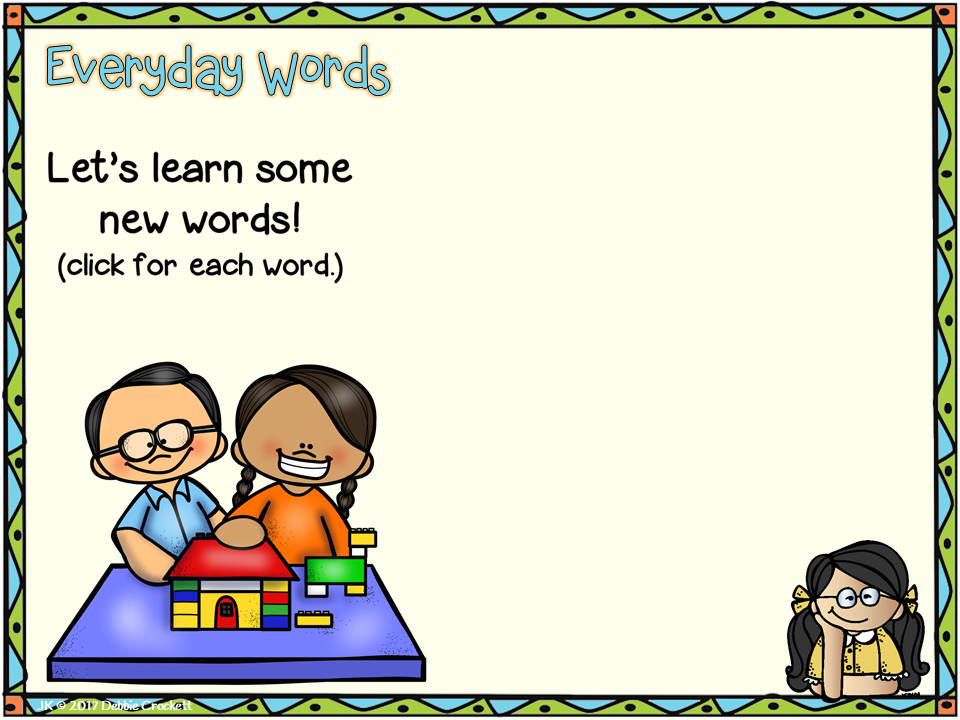 Everyday Words
Let's learn some
new words!
(click for each word.)
JK © 2017 Debbie Crockett